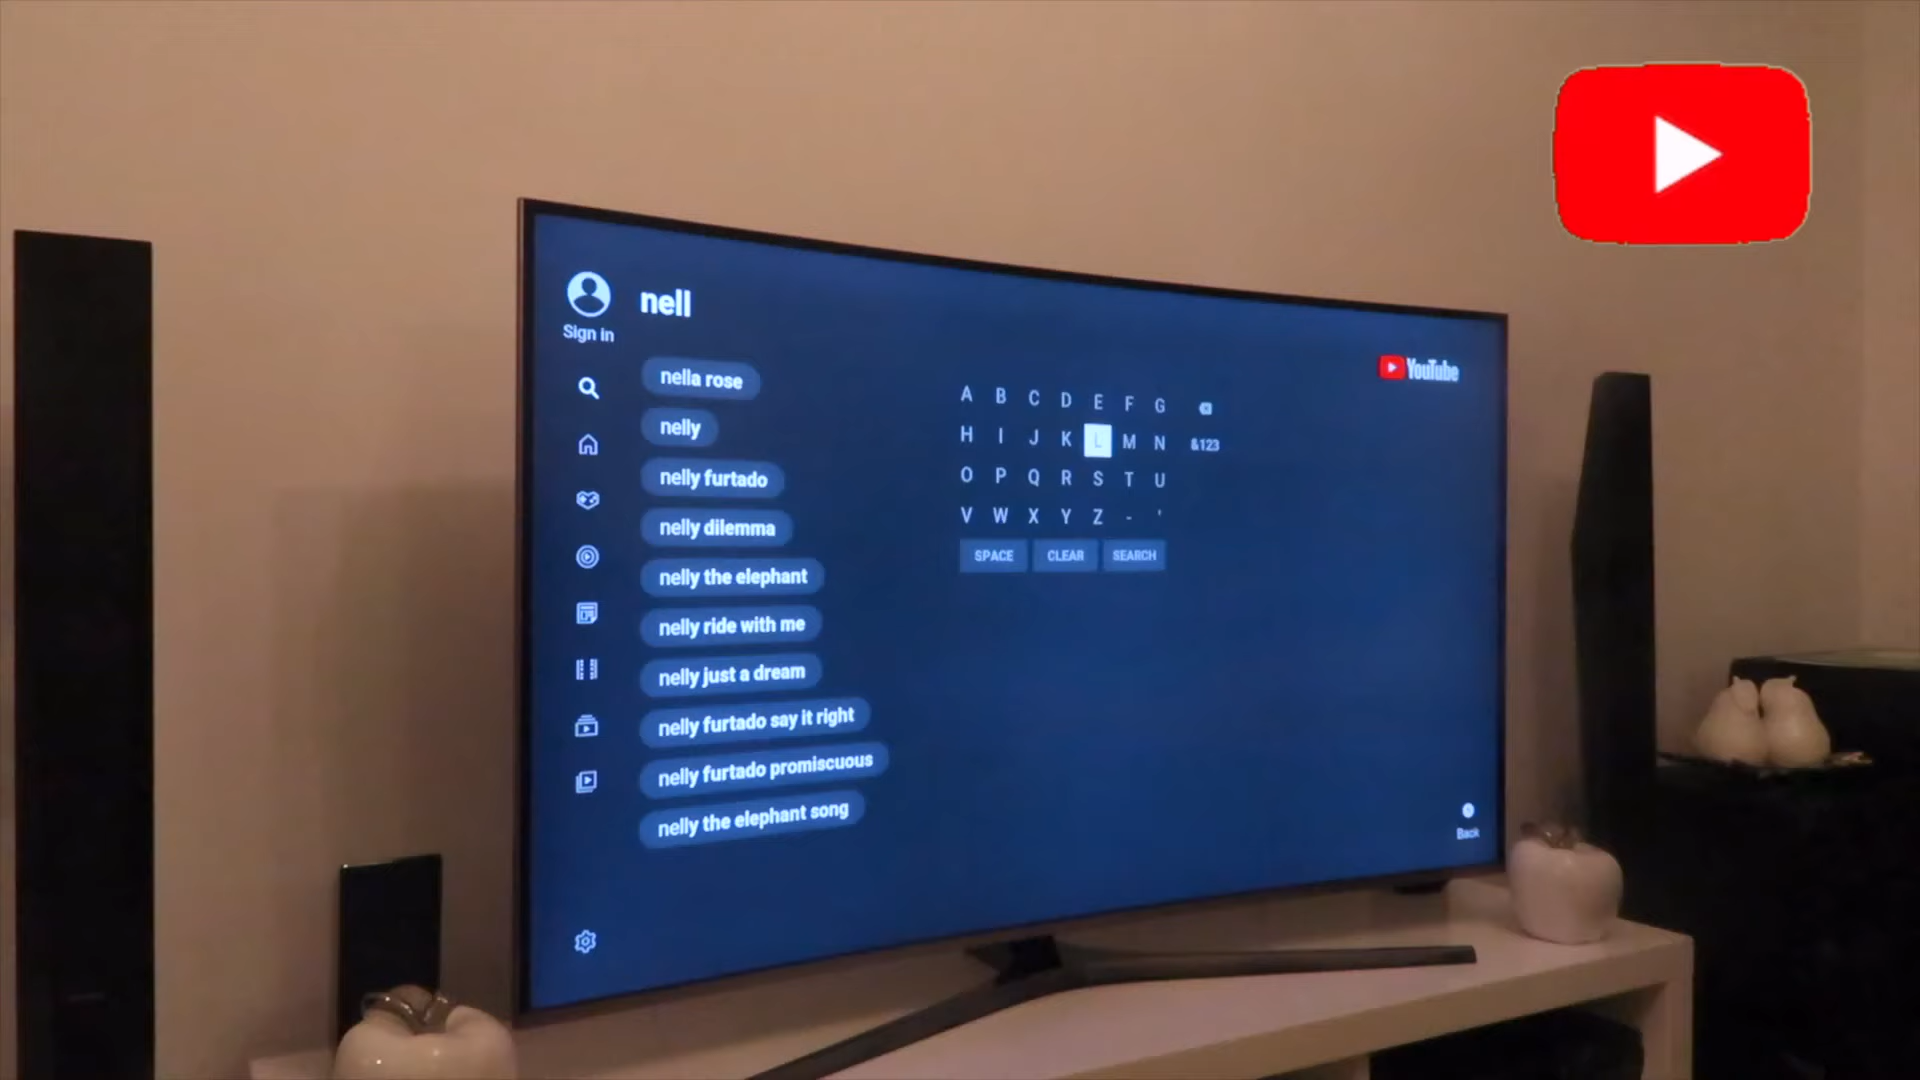 nell
Sign in
nella rose
nelly
nelly furtado
nelly dilemma
nelly the elephant
nelly ride with me
nelly just a dream
nelly furtado say it right
nelly furtado promiscuous
nelly the elephant song
A B C D E F G
H I J K L M N &123
O P Q R S T U
V W X Y Z - '
SPACE CLEAR SEARCH
YouTube
Back